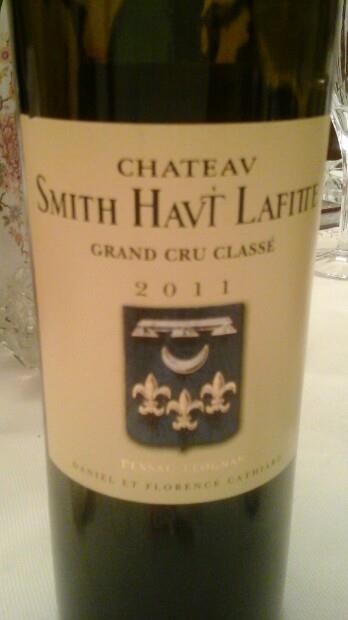 CHATEAV
SMITH HAVT LAFITTE
GRAND CRU CLASSÉ
2011
PESSAC-LÉOGNAN
DANIEL ET FLORENCE CATHIARD